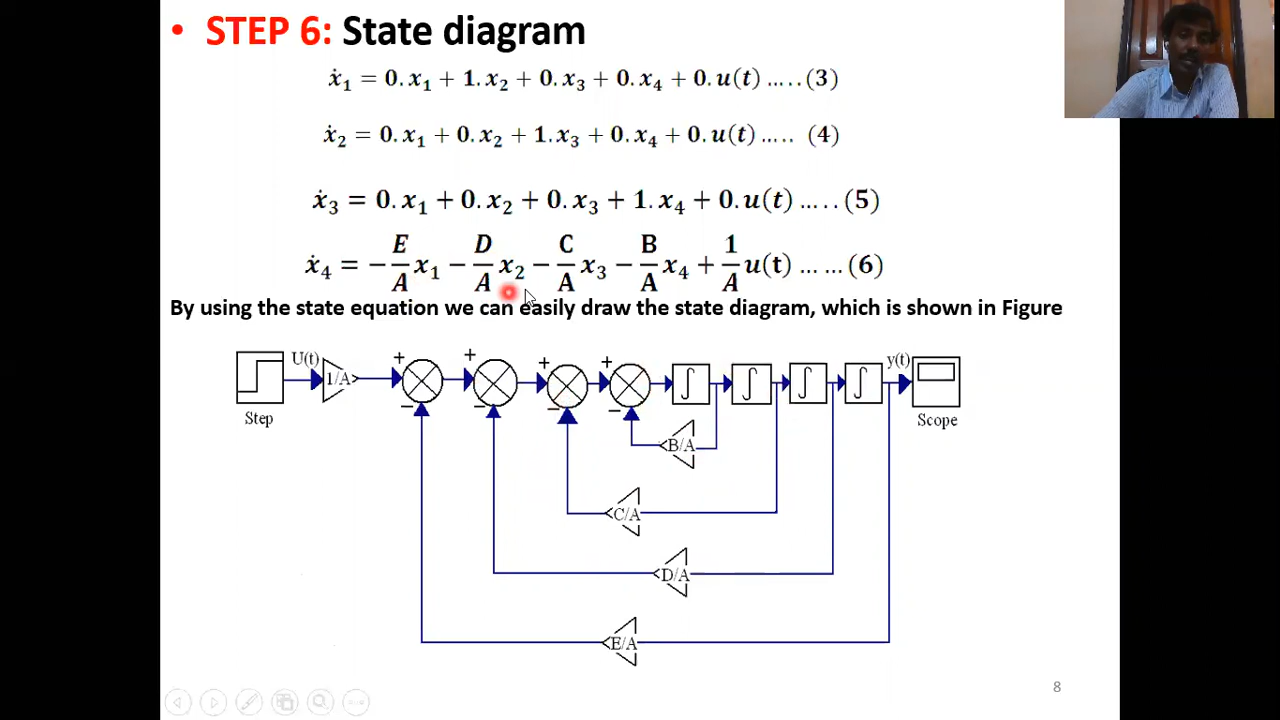 • STEP 6: State diagram
ẋ₁ = 0.x₁ + 1.x₂ + 0.x₃ + 0.x₄ + 0.u(t) ..... (3)
ẋ₂ = 0.x₁ + 0.x₂ + 1.x₃ + 0.x₄ + 0.u(t) ..... (4)
ẋ₃ = 0.x₁ + 0.x₂ + 0.x₃ + 1.x₄ + 0.u(t) ..... (5)
ẋ₄ = −E/A x₁ − D/A x₂ − C/A x₃ − B/A x₄ + 1/A u(t) ... ... (6)
By using the state equation we can easily draw the state diagram, which is shown in Figure
U(t) 1/A + + + + ∫ ∫ ∫ ∫ y(t)
− − − −
Step Scope
B/A
C/A
D/A
E/A
8